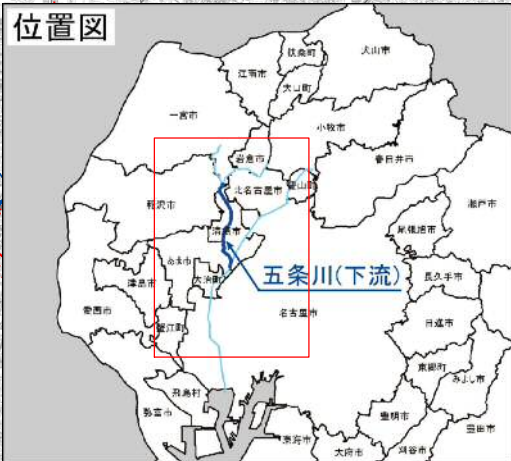 位置図
扶桑町
犬山市
江南市
大口町
一宮市
小牧市
岩倉市
春日井市
北名古屋市
豊山町
瀬戸市
稲沢市
尾張旭市
清須市
あま市
五条川(下流)
長久手市
津島市
大治町
愛西市
名古屋市
日進市
蟹江町
東郷町
みよし市
飛島村
弥富市
豊明市
豊田市
東海市
大府市
刈谷市